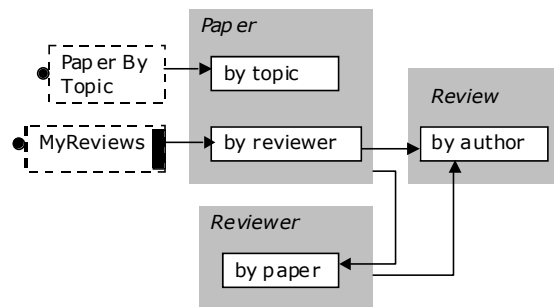 Paper
Paper By
Topic
by topic
Review
MyReviews
by reviewer
by author
Reviewer
by paper